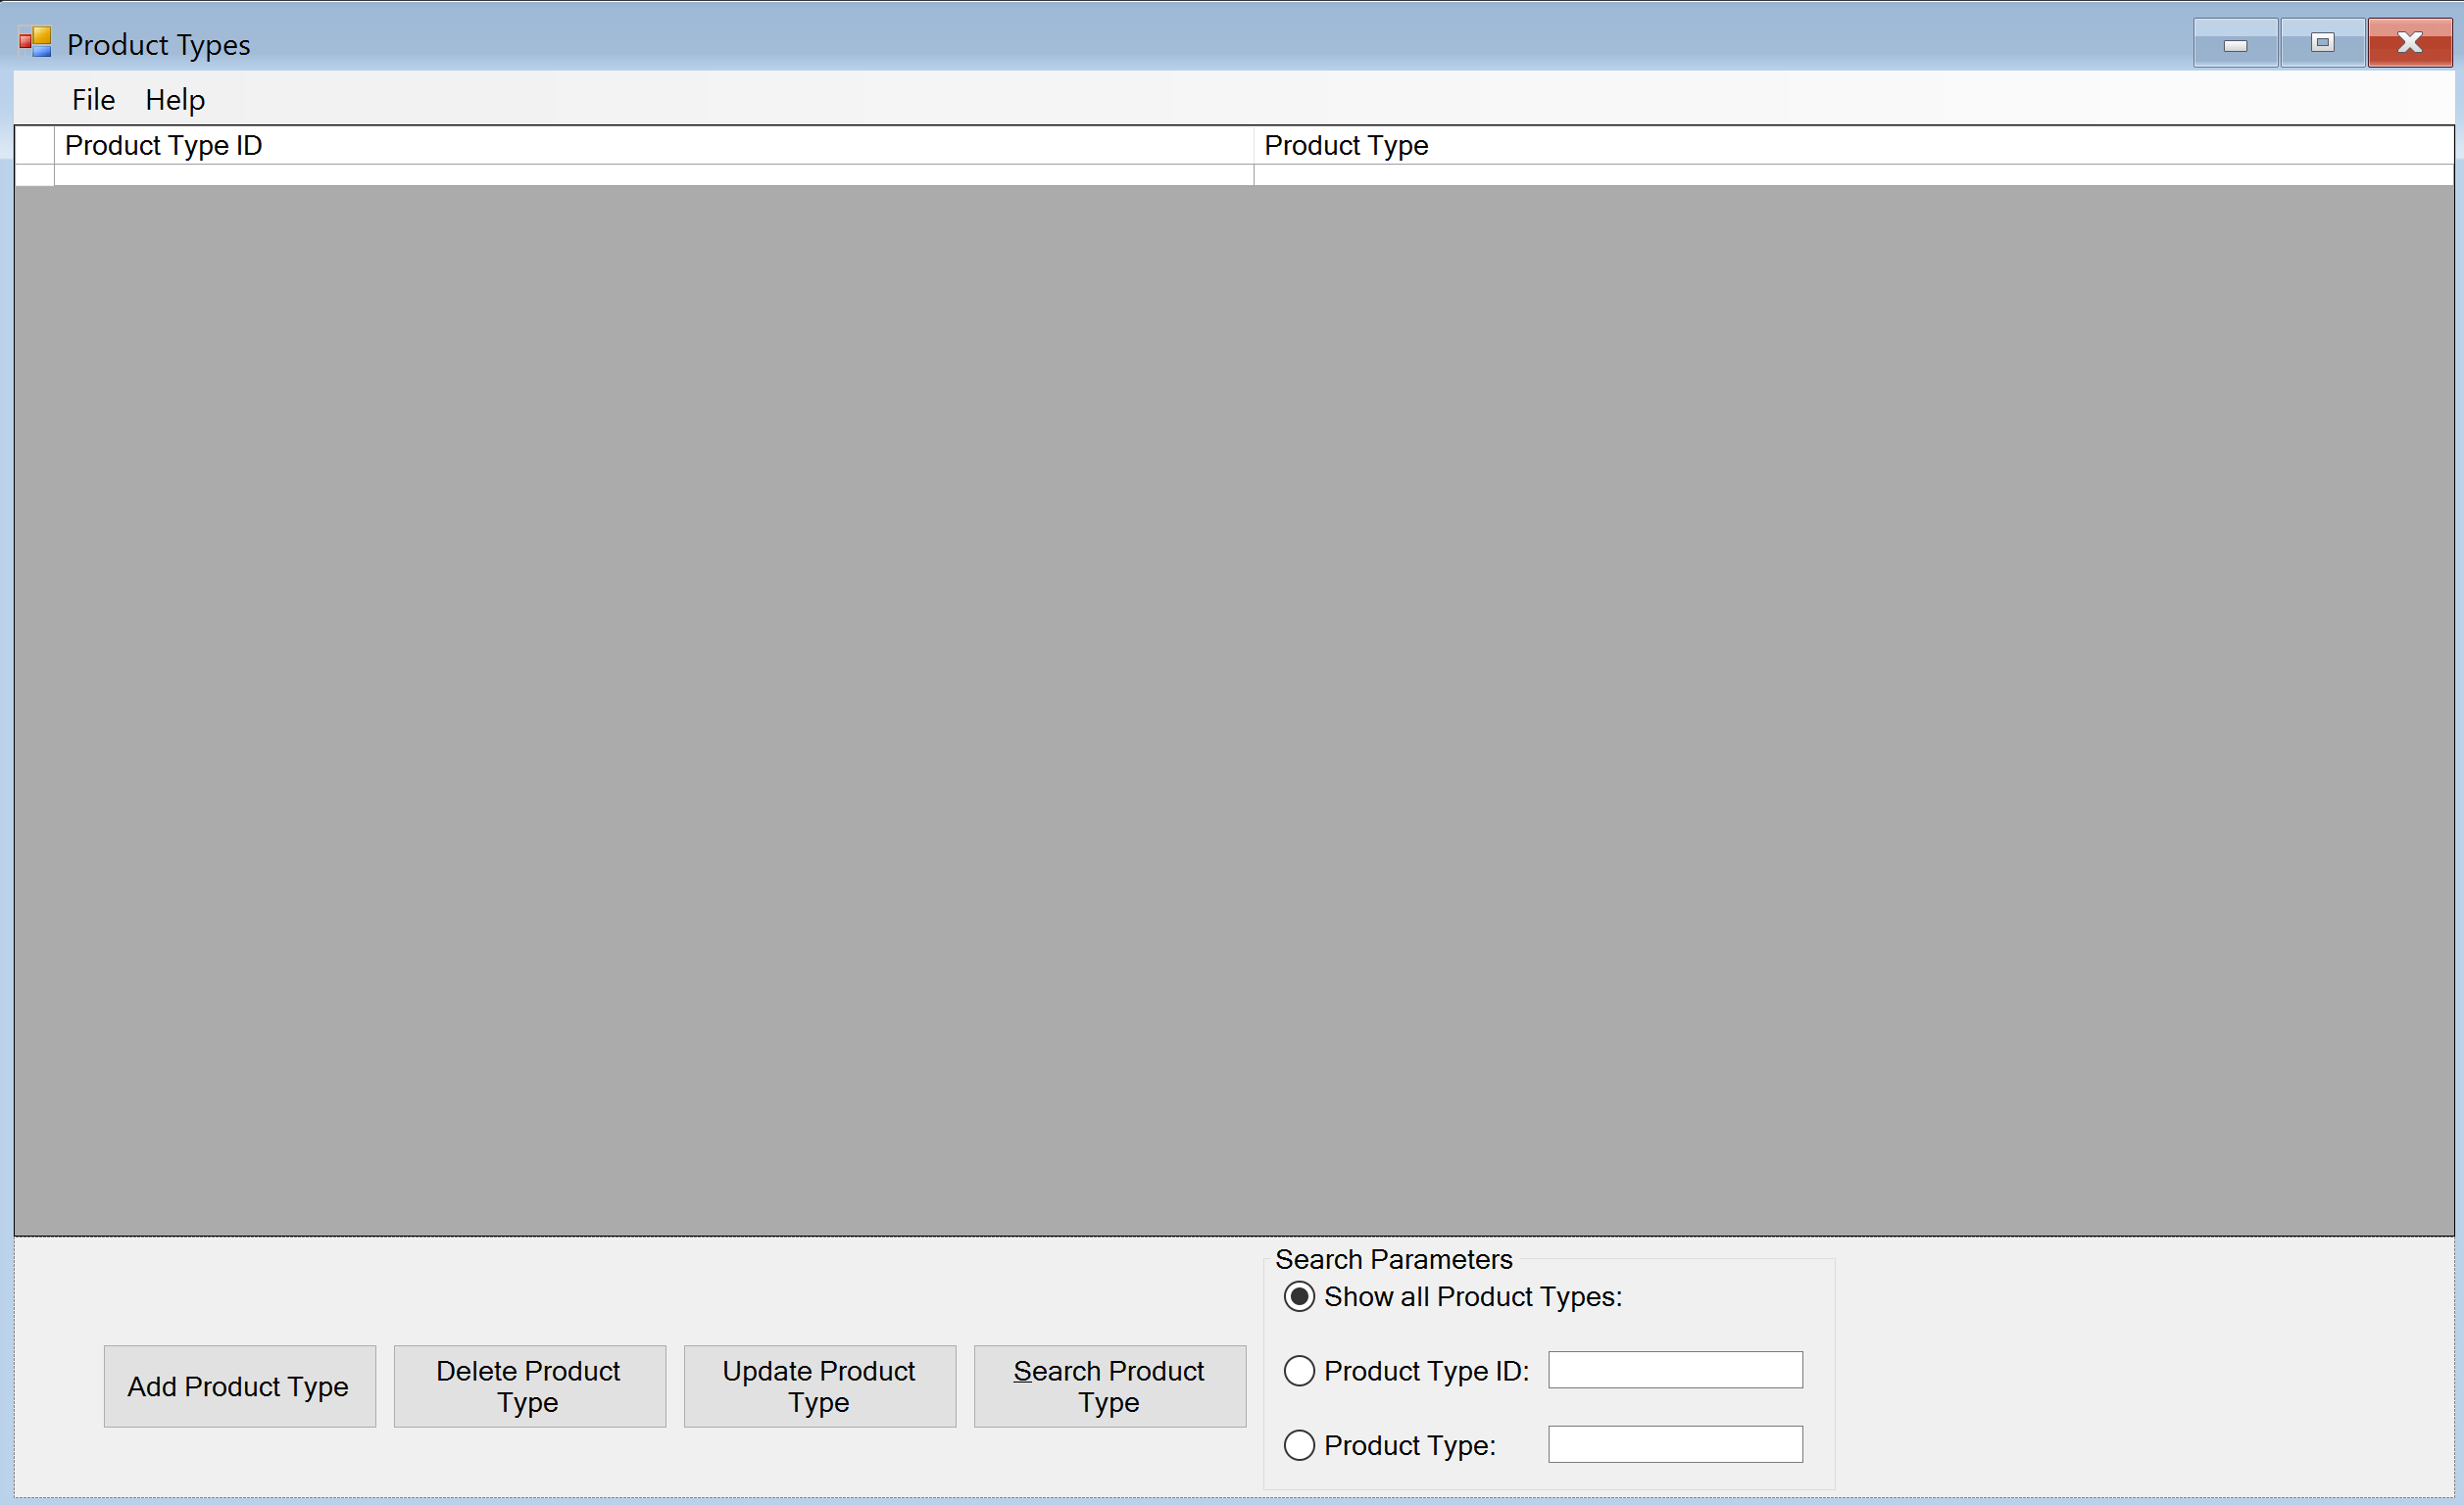 Product Types
File Help
Product Type ID Product Type
Search Parameters
Show all Product Types:
Add Product Type
Delete Product
Type
Update Product
Type
Search Product
Type
Product Type ID:
Product Type: